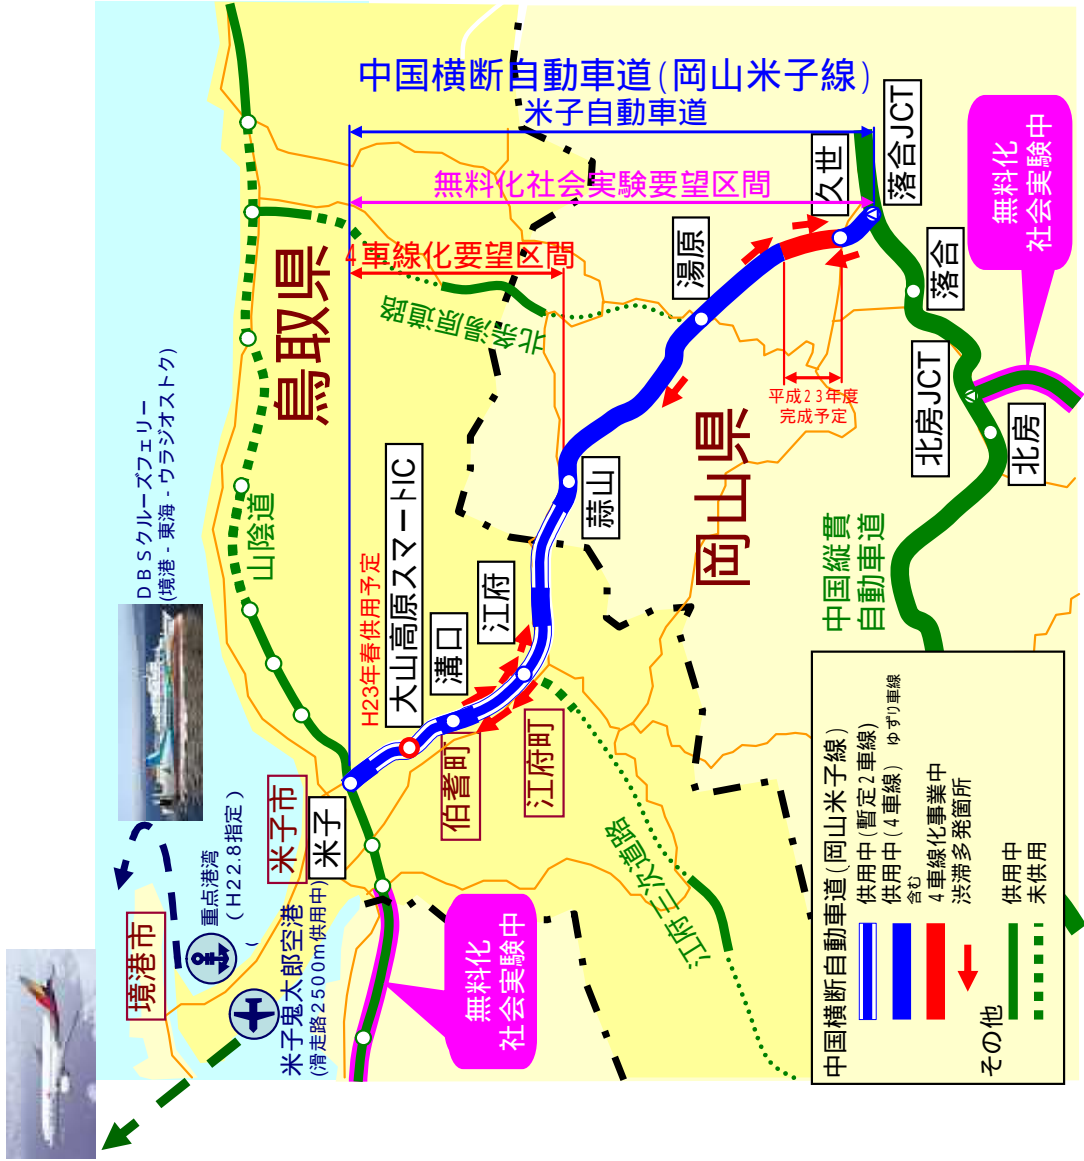 中国横断自動車道(岡山米子線)
米子自動車道
無料化社会実験要望区間
4車線化要望区間
久世
落合JCT
無料化
社会実験中
湯原
落合
鳥取県
北条湯原道路
平成23年度
完成予定
北房JCT
北房
DBSクルーズフェリー
(境港-東海-ウラジオストク)
山陰道
岡山県
蒜山
H23年春供用予定
大山高原スマートIC
江府
溝口
中国縦貫
自動車道
伯耆町
江府町
米子市
米子
重点港湾
(H22.8指定)
(
境港市
米子鬼太郎空港
(滑走路2500m供用中)
無料化
社会実験中
江府三次道路
中国横断自動車道(岡山米子線)
供用中(暫定2車線)
供用中(4車線) ゆずり車線
含む
4車線化事業中
渋滞多発箇所
その他
供用中
未供用